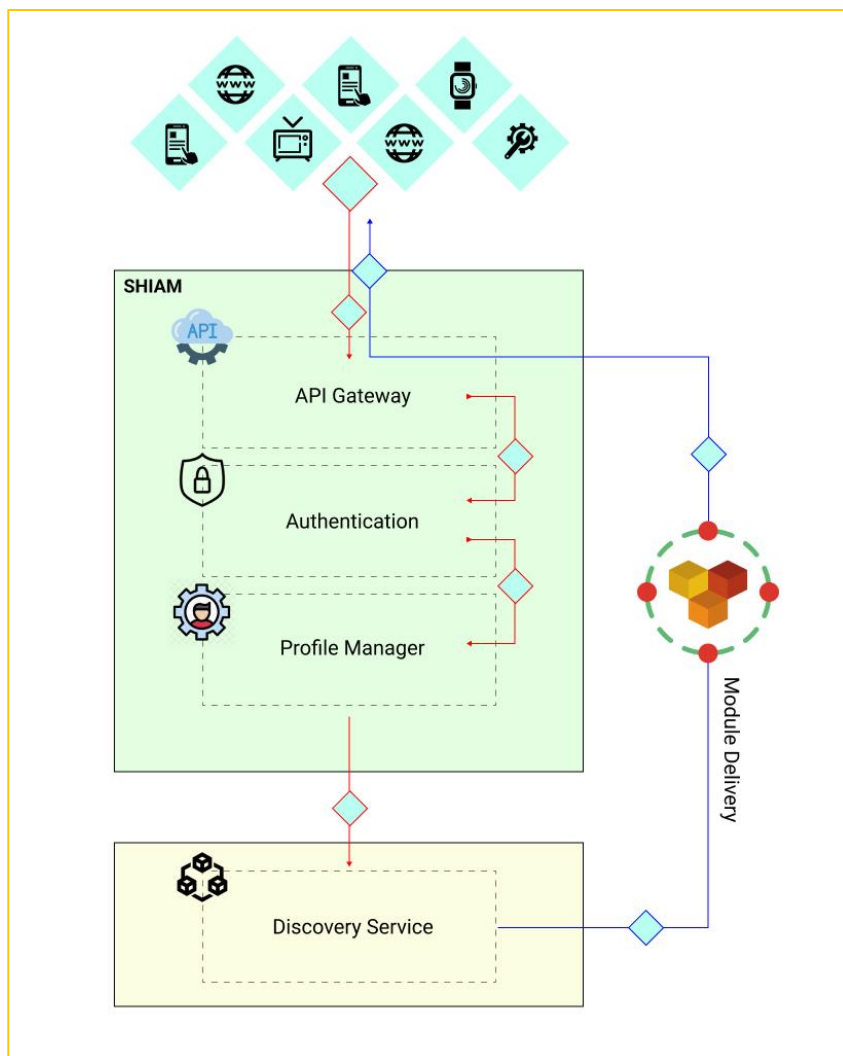 WWW
WWW
SHIAM
API
API Gateway
Authentication
Profile Manager
Module Delivery
Discovery Service